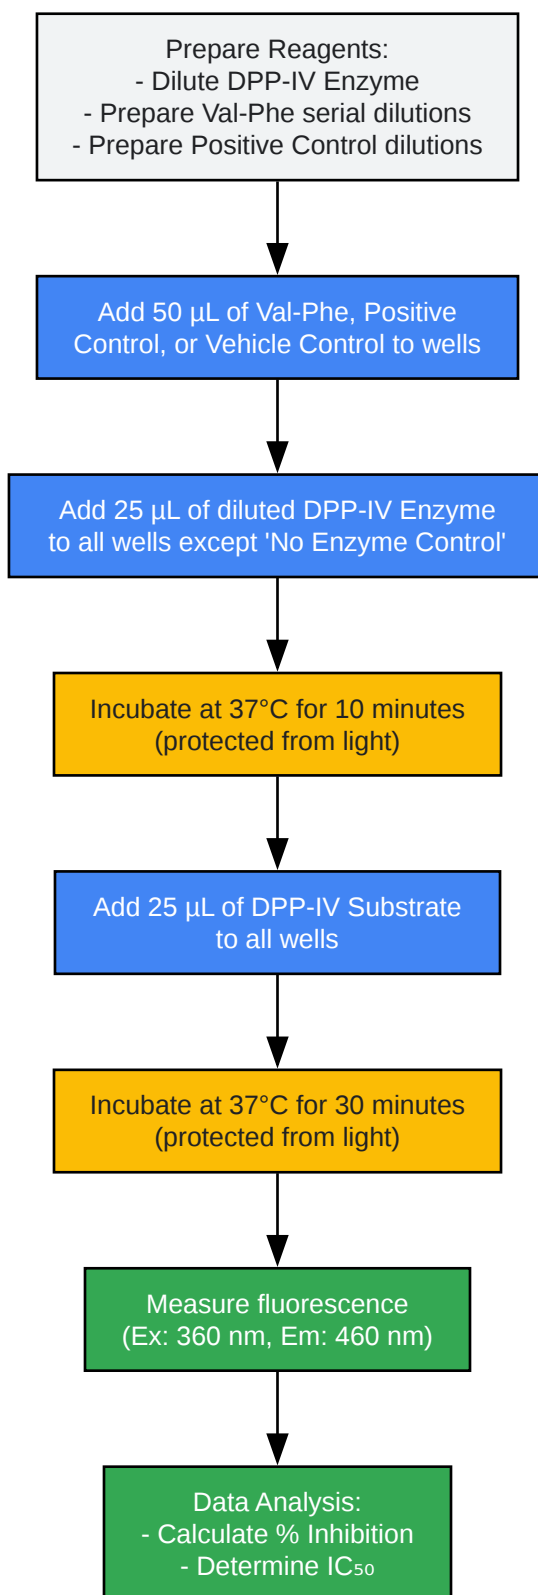 Prepare Reagents:
- Dilute DPP-IV Enzyme
- Prepare Val-Phe serial dilutions
- Prepare Positive Control dilutions
Add 50 µL of Val-Phe, Positive
Control, or Vehicle Control to wells
Add 25 µL of diluted DPP-IV Enzyme
to all wells except 'No Enzyme Control'
Incubate at 37°C for 10 minutes
(protected from light)
Add 25 µL of DPP-IV Substrate
to all wells
Incubate at 37°C for 30 minutes
(protected from light)
Measure fluorescence
(Ex: 360 nm, Em: 460 nm)
Data Analysis:
- Calculate % Inhibition
- Determine IC₅₀